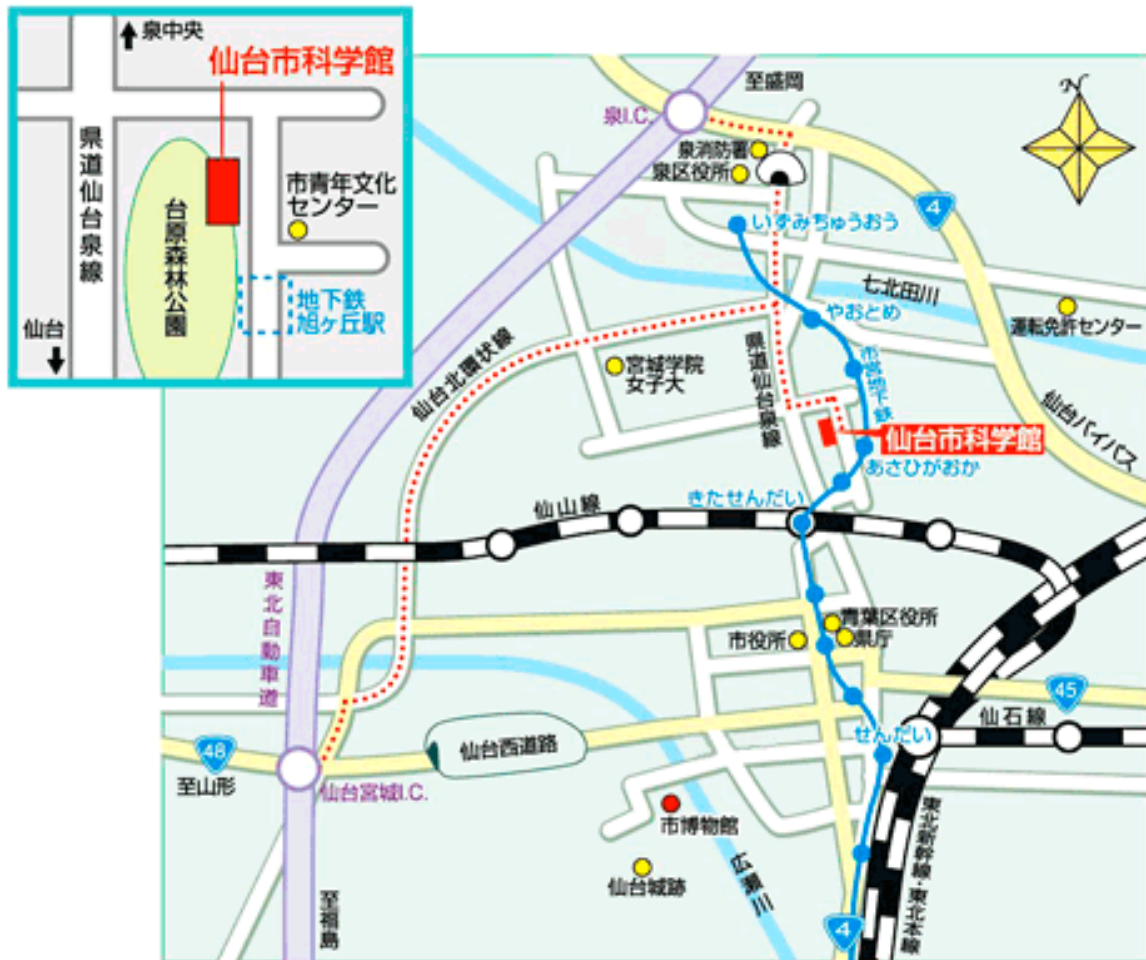 泉中央
仙台市科学館
県道仙台泉線
市青年文化
センター
台原森林公園
地下鉄
旭ヶ丘駅
仙台
至盛岡
N
泉I.C.
泉消防署
泉区役所
4
いずみちゅうおう
七北田川
やおとめ
運転免許センター
仙台北環状線
宮城学院
女子大
県道仙台泉線
市営地下鉄
仙台バイパス
仙台市科学館
あさひがおか
きたせんだい
仙山線
東北自動車道
青葉区役所
市役所
県庁
45
仙石線
せんだい
48
至山形
仙台西道路
仙台宮城I.C.
市博物館
仙台城跡
広瀬川
東北新幹線・東北本線
至福島
4